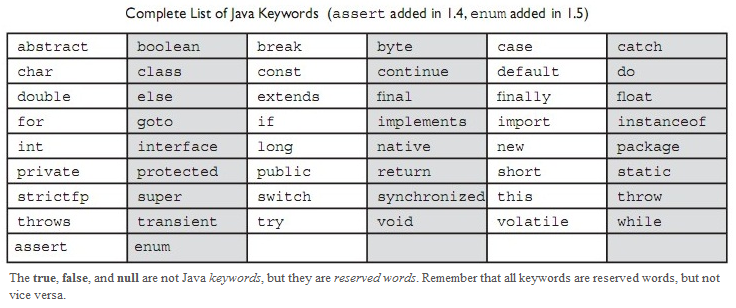 Complete List of Java Keywords (assert added in 1.4, enum added in 1.5)
abstract boolean break byte case catch
char class const continue default do
double else extends final finally float
for goto if implements import instanceof
int interface long native new package
private protected public return short static
strictfp super switch synchronized this throw
throws transient try void volatile while
assert enum
The true, false, and null are not Java keywords, but they are reserved words. Remember that all keywords are reserved words, but not
vice versa.